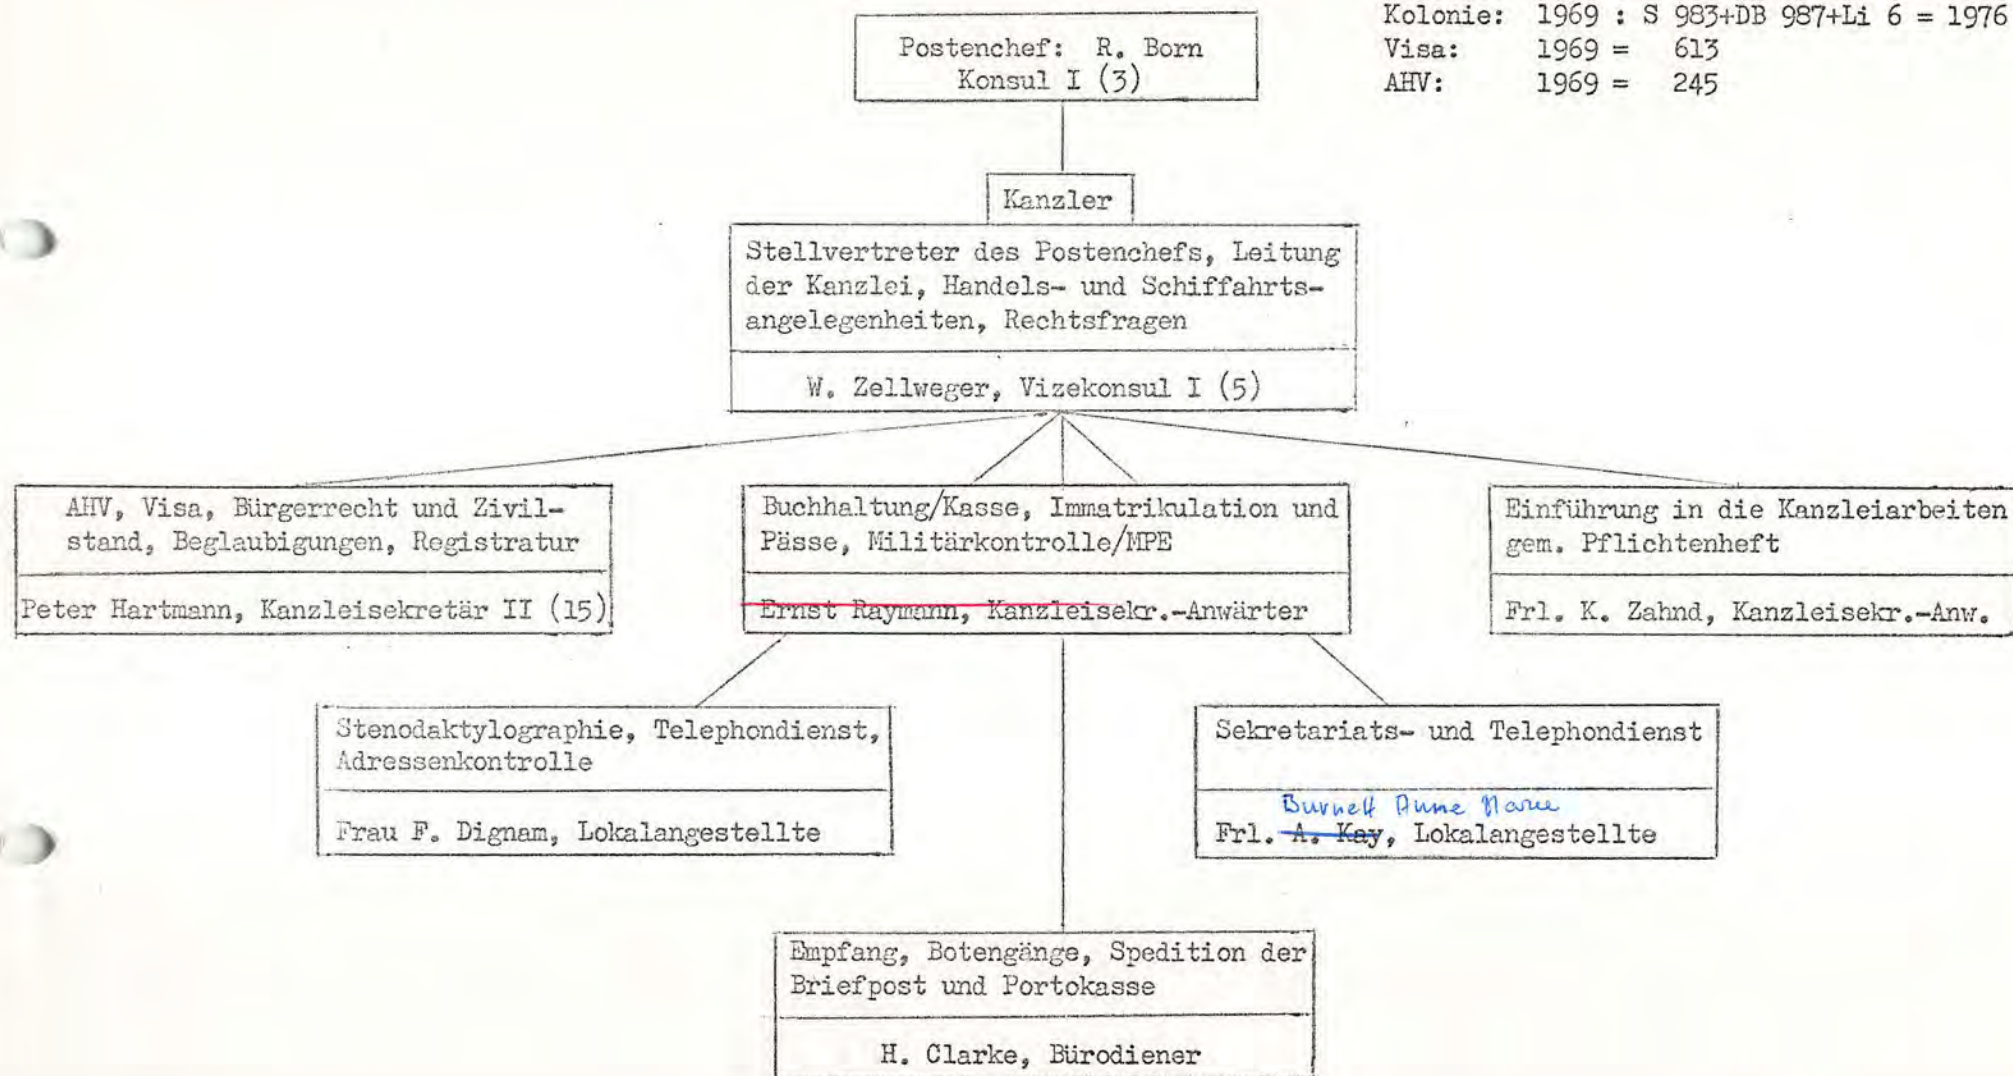 Kolonie: 1969 : S 983+DB 987+Li 6 = 1976
Visa: 1969 = 613
AHV: 1969 = 245
Postenchef: R. Born
Konsul I (3)
Kanzler
Stellvertreter des Postenchefs, Leitung
der Kanzlei, Handels- und Schiffahrts-
angelegenheiten, Rechtsfragen
W. Zellweger, Vizekonsul I (5)
AHV, Visa, Bürgerrecht und Zivil-
stand, Beglaubigungen, Registratur
Peter Hartmann, Kanzleisekretär II (15)
Buchhaltung/Kasse, Immatrikulation und
Pässe, Militärkontrolle/MPE
Ernst Raymann, Kanzleisekr.-Anwärter
Einführung in die Kanzleiarbeiten
gem. Pflichtenheft
Frl. K. Zahnd, Kanzleisekr.-Anw.
Stenodaktylographie, Telephondienst,
Adressenkontrolle
Frau F. Dignam, Lokalangestellte
Sekretariats- und Telephondienst
Burnett Anne Marie
Frl. A. Kay, Lokalangestellte
Empfang, Botengänge, Spedition der
Briefpost und Portokasse
H. Clarke, Bürodiener